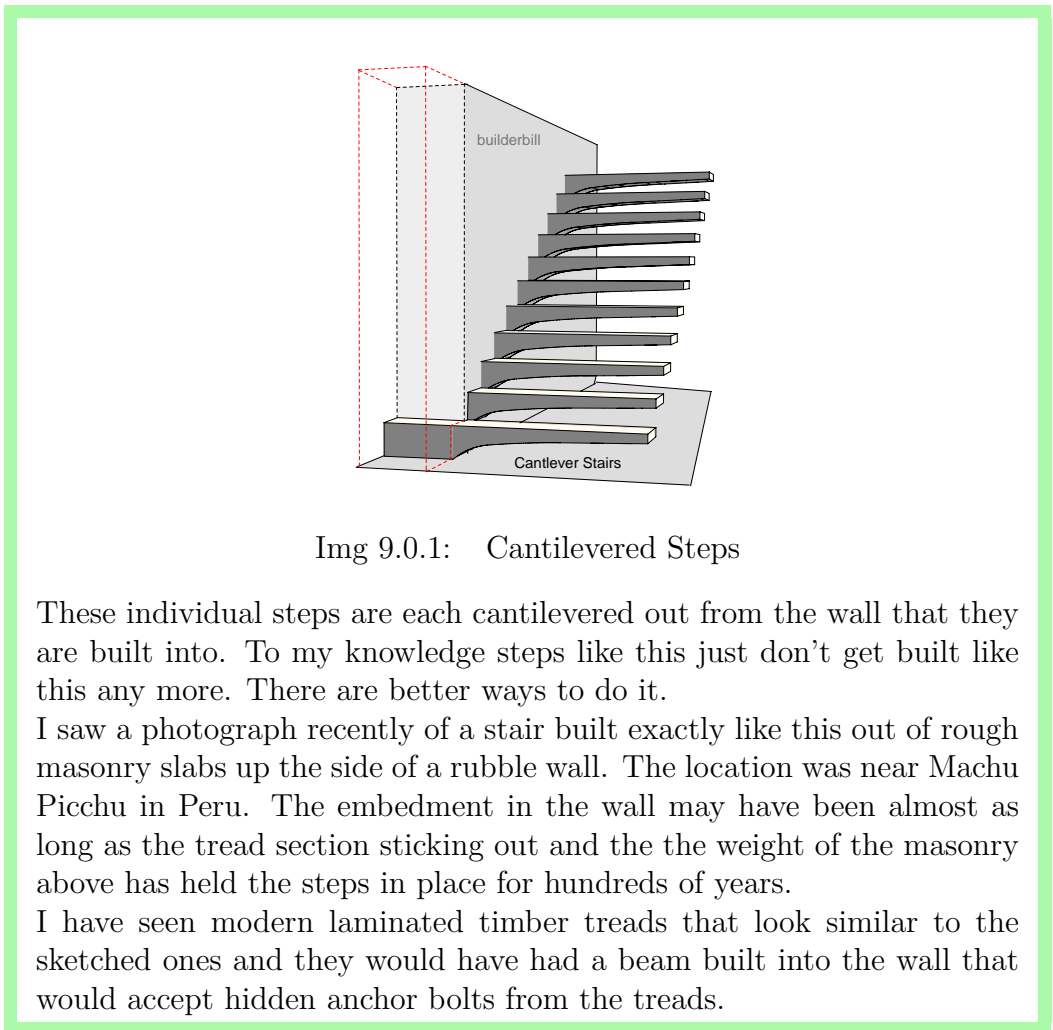 builderbill
Cantlever Stairs
Img 9.0.1: Cantilevered Steps
These individual steps are each cantilevered out from the wall that they
are built into. To my knowledge steps like this just don't get built like
this any more. There are better ways to do it.
I saw a photograph recently of a stair built exactly like this out of rough
masonry slabs up the side of a rubble wall. The location was near Machu
Picchu in Peru. The embedment in the wall may have been almost as
long as the tread section sticking out and the the weight of the masonry
above has held the steps in place for hundreds of years.
I have seen modern laminated timber treads that look similar to the
sketched ones and they would have had a beam built into the wall that
would accept hidden anchor bolts from the treads.